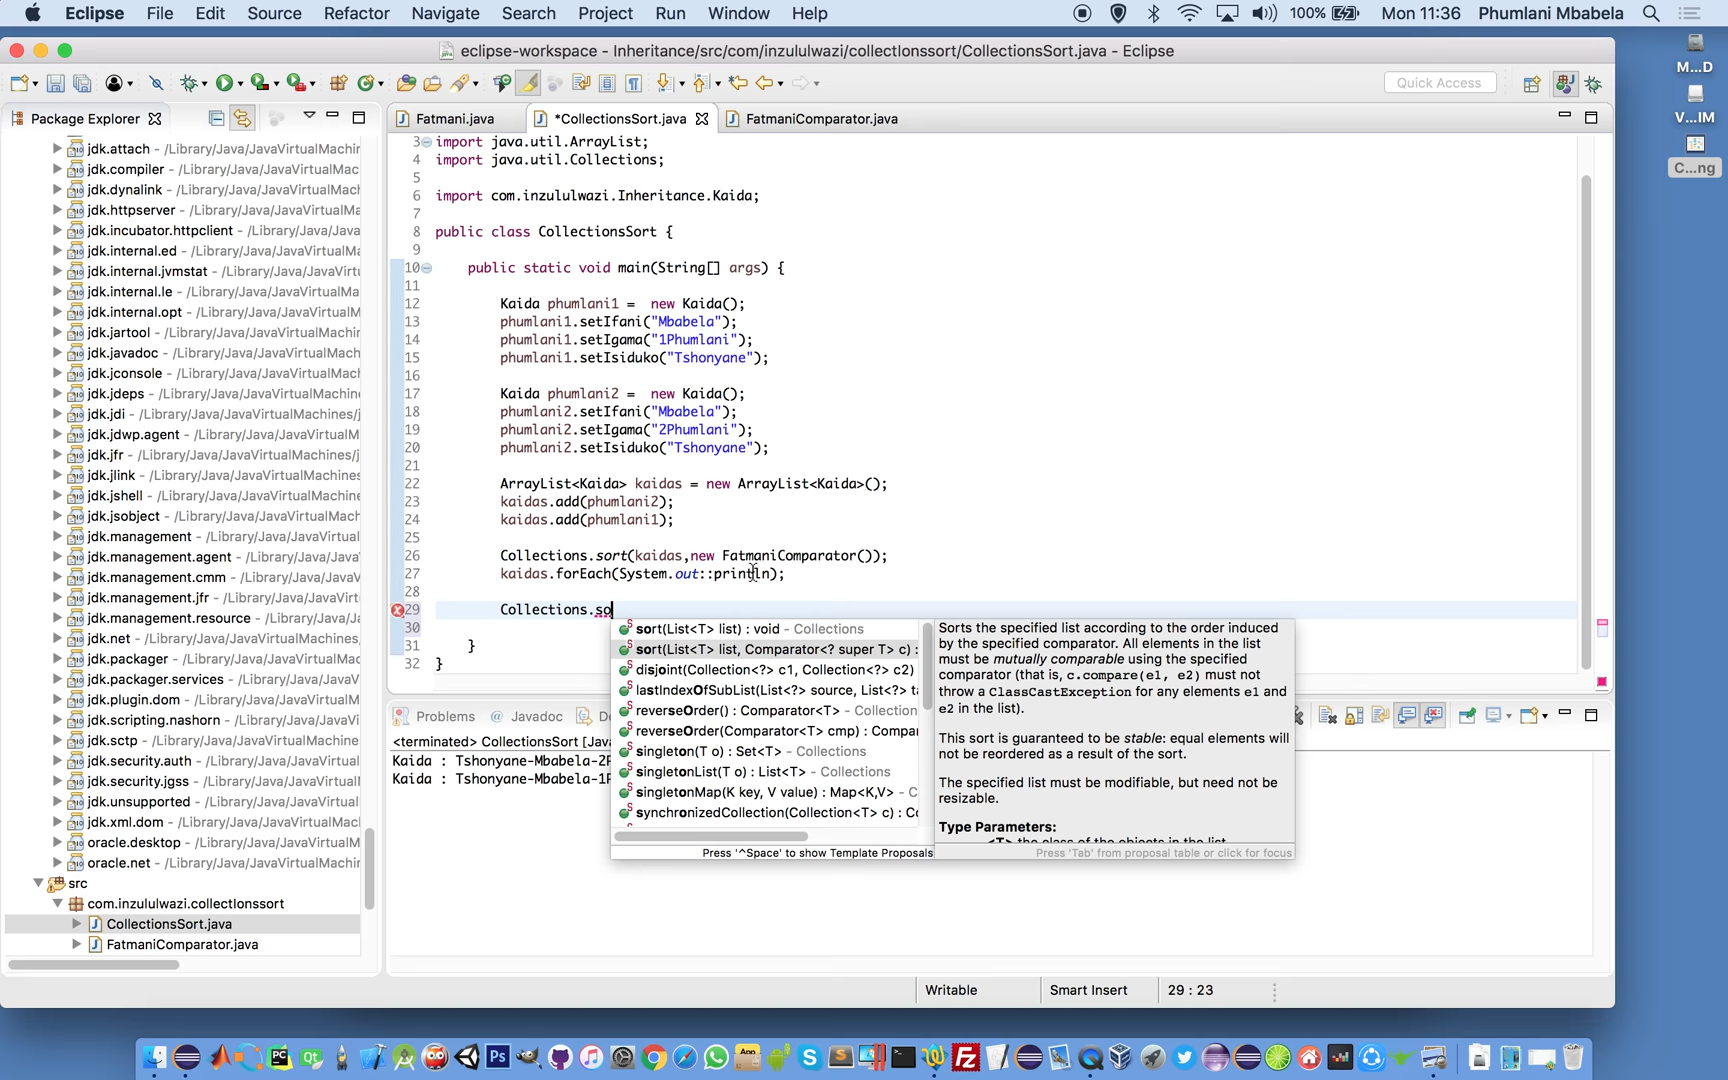 Eclipse File Edit Source Refactor Navigate Search Project Run Window Help 100% Mon 11:36 Phumlani Mbabela
eclipse-workspace - Inheritance/src/com/inzululwazi/collectIonssort/CollectionsSort.java - Eclipse
Quick Access
Package Explorer
jdk.attach - /Library/Java/JavaVirtualMachin
jdk.compiler - /Library/Java/JavaVirtualMach
jdk.dynalink - /Library/Java/JavaVirtualMach
jdk.httpserver - /Library/Java/JavaVirtualMa
jdk.incubator.httpclient - /Library/Java/Java
jdk.internal.ed - /Library/Java/JavaVirtualM
jdk.internal.jvmstat - /Library/Java/JavaVirt
jdk.internal.le - /Library/Java/JavaVirtualMa
jdk.internal.opt - /Library/Java/JavaVirtualM
jdk.jartool - /Library/Java/JavaVirtualMachin
jdk.javadoc - /Library/Java/JavaVirtualMach
jdk.jconsole - /Library/Java/JavaVirtualMach
jdk.jdeps - /Library/Java/JavaVirtualMachin
jdk.jdi - /Library/Java/JavaVirtualMachines/j
jdk.jdwp.agent - /Library/Java/JavaVirtualM
jdk.jfr - /Library/Java/JavaVirtualMachines/j
jdk.jlink - /Library/Java/JavaVirtualMachine
jdk.jshell - /Library/Java/JavaVirtualMachine
jdk.jsobject - /Library/Java/JavaVirtualMach
jdk.management - /Library/Java/JavaVirtual
jdk.management.agent - /Library/Java/Java
jdk.management.cmm - /Library/Java/JavaV
jdk.management.jfr - /Library/Java/JavaVirt
jdk.management.resource - /Library/Java/Ja
jdk.net - /Library/Java/JavaVirtualMachines
jdk.packager - /Library/Java/JavaVirtualMac
jdk.packager.services - /Library/Java/JavaV
jdk.plugin.dom - /Library/Java/JavaVirtualM
jdk.scripting.nashorn - /Library/Java/JavaVi
jdk.sctp - /Library/Java/JavaVirtualMachine
jdk.security.auth - /Library/Java/JavaVirtual
jdk.security.jgss - /Library/Java/JavaVirtual
jdk.unsupported - /Library/Java/JavaVirtual
jdk.xml.dom - /Library/Java/JavaVirtualMac
oracle.desktop - /Library/Java/JavaVirtualM
oracle.net - /Library/Java/JavaVirtualMachin
src
com.inzululwazi.collectIonssort
CollectionsSort.java
FatmaniComparator.java
Fatmani.java *CollectionsSort.java FatmaniComparator.java
3 import java.util.ArrayList;
4 import java.util.Collections;
5
6 import com.inzululwazi.Inheritance.Kaida;
7
8 public class CollectionsSort {
9
10 public static void main(String[] args) {
11
12 Kaida phumlani1 = new Kaida();
13 phumlani1.setIfani("Mbabela");
14 phumlani1.setIgama("1Phumlani");
15 phumlani1.setIsiduko("Tshonyane");
16
17 Kaida phumlani2 = new Kaida();
18 phumlani2.setIfani("Mbabela");
19 phumlani2.setIgama("2Phumlani");
20 phumlani2.setIsiduko("Tshonyane");
21
22 ArrayList<Kaida> kaidas = new ArrayList<Kaida>();
23 kaidas.add(phumlani2);
24 kaidas.add(phumlani1);
25
26 Collections.sort(kaidas,new FatmaniComparator());
27 kaidas.forEach(System.out::println);
28
29 Collections.so
30
31 }
32 }
sort(List<T> list) : void - Collections
sort(List<T> list, Comparator<? super T> c) :
disjoint(Collection<?> c1, Collection<?> c2)
lastIndexOfSubList(List<?> source, List<?> ta
reverseOrder() : Comparator<T> - Collection
reverseOrder(Comparator<T> cmp) : Compar
singleton(T o) : Set<T> - Collections
singletonList(T o) : List<T> - Collections
singletonMap(K key, V value) : Map<K,V> - C
synchronizedCollection(Collection<T> c) : Co
Press '^Space' to show Template Proposals
Sorts the specified list according to the order induced
by the specified comparator. All elements in the list
must be mutually comparable using the specified
comparator (that is, c.compare(e1, e2) must not
throw a ClassCastException for any elements e1 and
e2 in the list).
This sort is guaranteed to be stable: equal elements will
not be reordered as a result of the sort.
The specified list must be modifiable, but need not be
resizable.
Type Parameters:
<T> the class of the objects in the list
Press 'Tab' from proposal table or click for focus
Problems @ Javadoc De
<terminated> CollectionsSort [Java
Kaida : Tshonyane-Mbabela-2P
Kaida : Tshonyane-Mbabela-1P
Writable Smart Insert 29 : 23
M...D
V...IM
C...ng